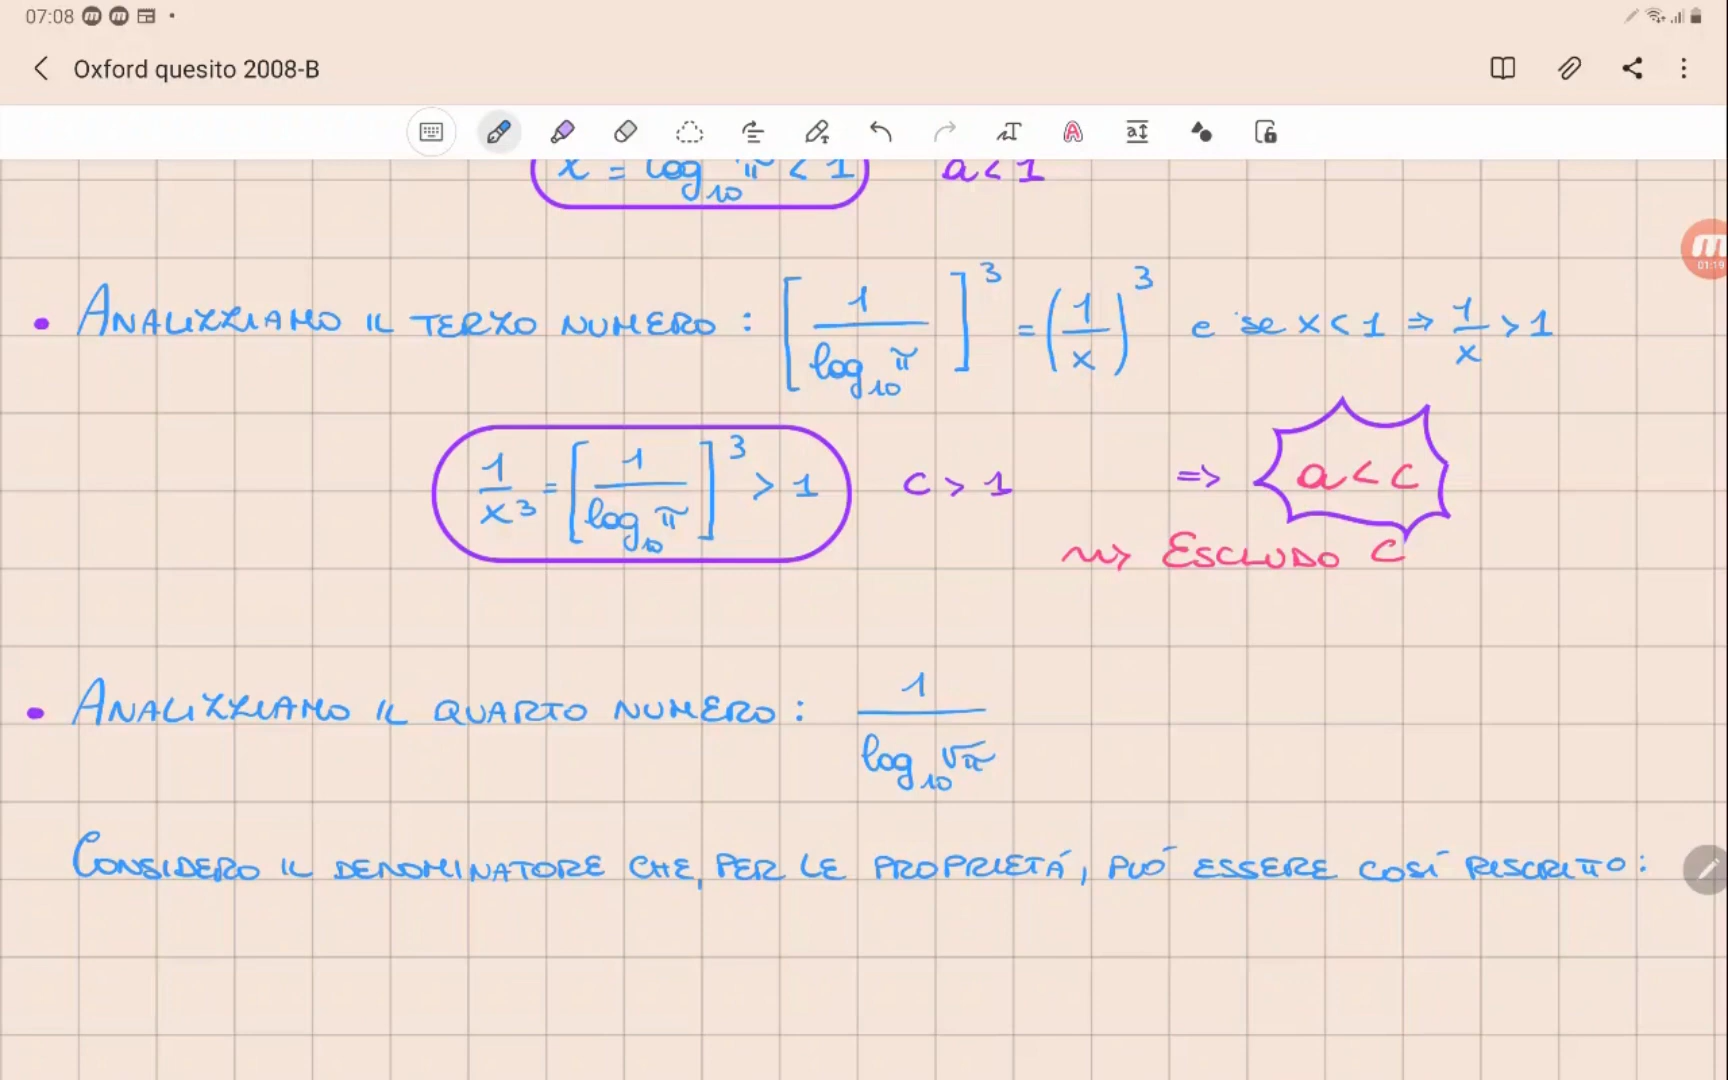 07:08
Oxford quesito 2008-B
x = log₁₀ π < 1 a < 1
01:19
• ANALIZZIAMO IL TERZO NUMERO : [1/log₁₀ π]³ = (1/x)³ e se x < 1 ⇒ 1/x > 1
1/x³ = [1/log₁₀ π]³ > 1 c > 1 ⇒ a < c
⇝ ESCLUDO C
• ANALIZZIAMO IL QUARTO NUMERO : 1/log₁₀ √π
CONSIDERO IL DENOMINATORE CHE, PER LE PROPRIETÁ, PUÓ ESSERE COSÍ RISCRITTO :